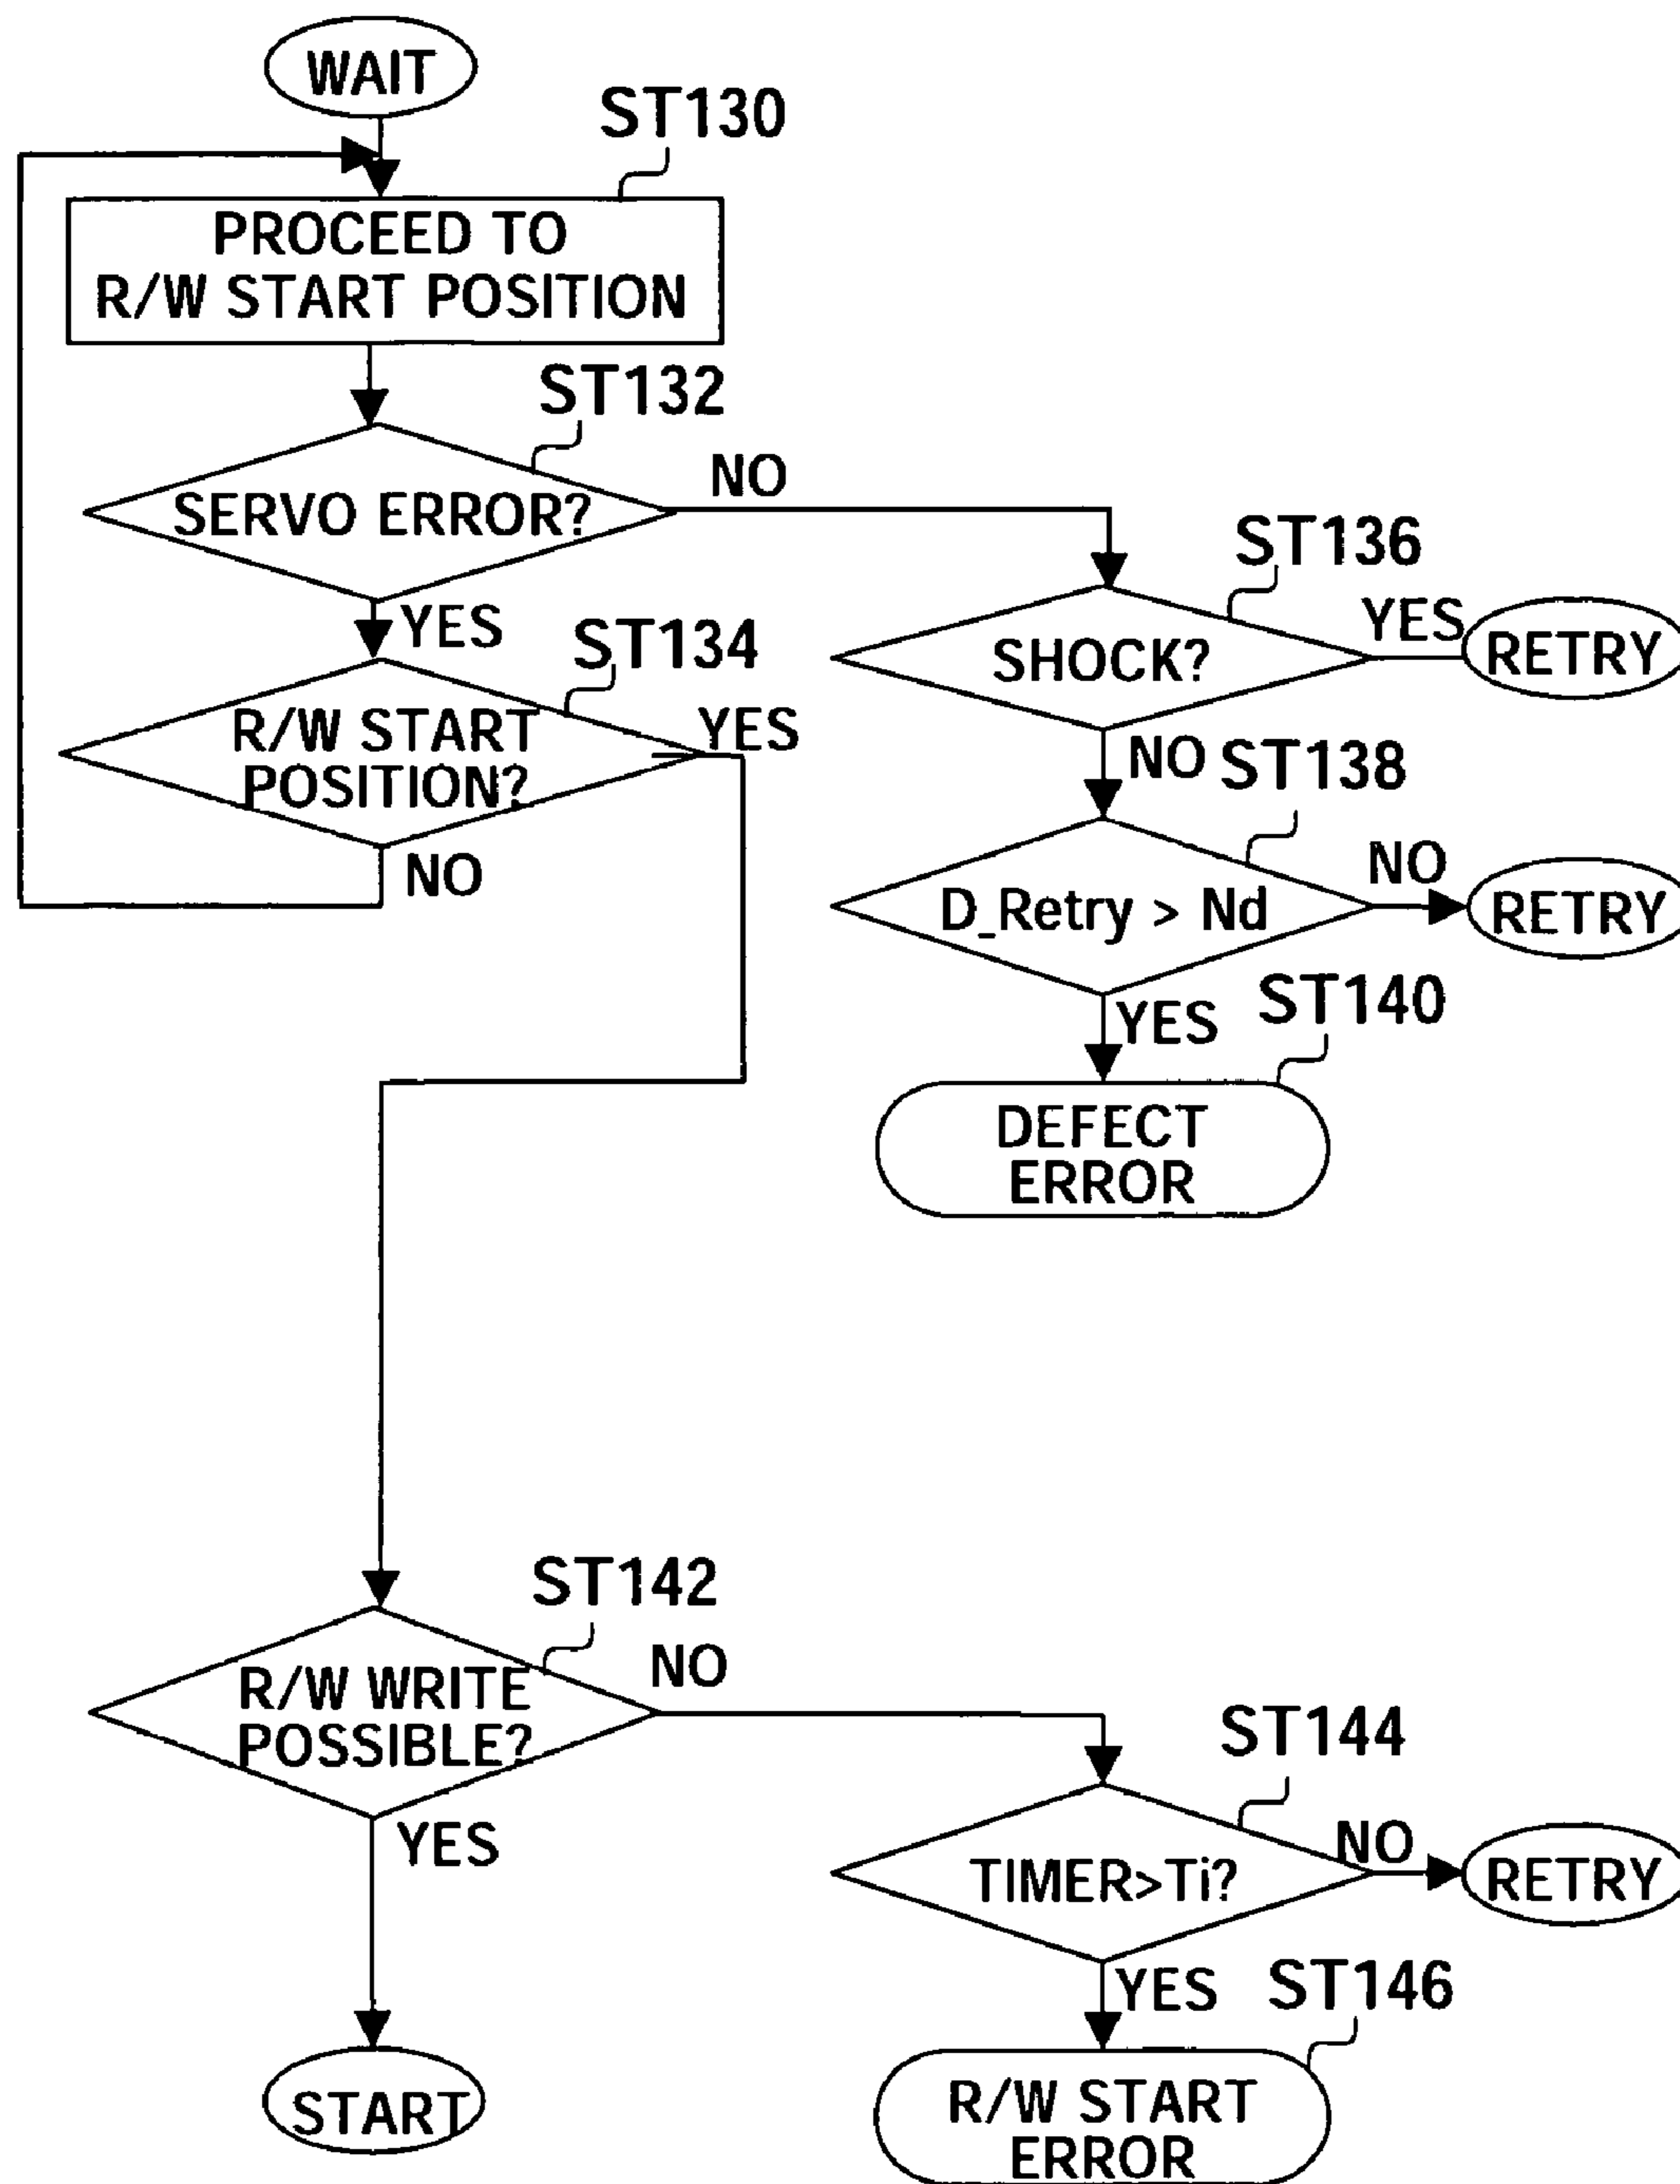 WAIT
ST130
PROCEED TO
R/W START POSITION
ST132
SERVO ERROR?
NO
YES
ST134
R/W START
POSITION?
YES
NO
ST136
SHOCK?
YES
RETRY
NO
ST138
D_Retry > Nd
NO
RETRY
YES
ST140
DEFECT
ERROR
ST142
R/W WRITE
POSSIBLE?
NO
YES
START
ST144
TIMER>Ti?
NO
RETRY
YES
ST146
R/W START
ERROR